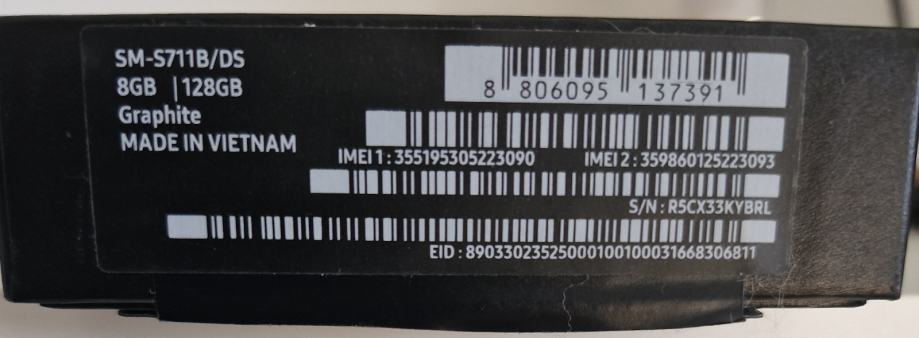 SM-S711B/DS
8GB | 128GB
Graphite
MADE IN VIETNAM
8 806095 137391
IMEI 1 : 355195305223090 IMEI 2 : 359860125223093
S/N : R5CX33KYBRL
EID : 89033023525000100100031668306811